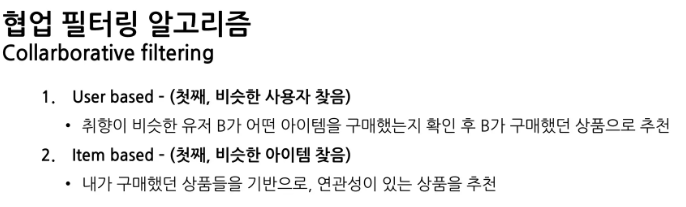 협업 필터링 알고리즘
Collarborative filtering
1. User based - (첫째, 비슷한 사용자 찾음)
• 취향이 비슷한 유저 B가 어떤 아이템을 구매했는지 확인 후 B가 구매했던 상품으로 추천
2. Item based - (첫째, 비슷한 아이템 찾음)
• 내가 구매했던 상품들을 기반으로, 연관성이 있는 상품을 추천